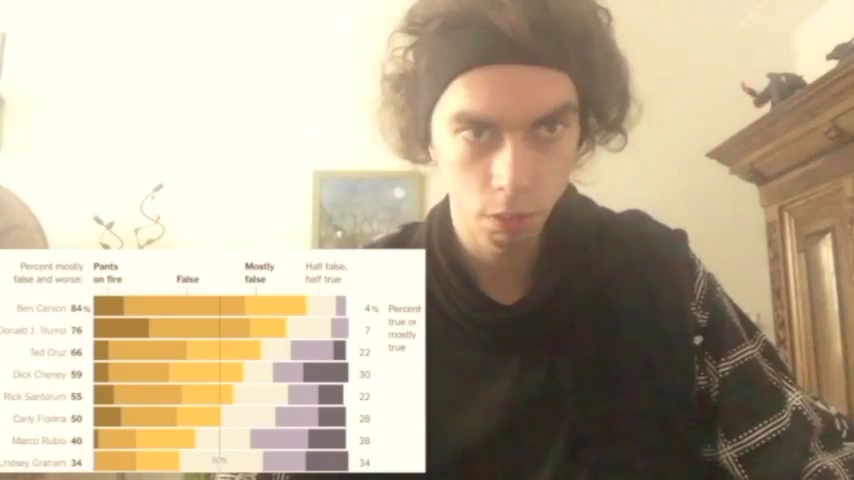 Percent mostly
false and worse:
Pants
on fire
False
Mostly
false
Half false,
half true
Ben Carson 84% 4% Percent
true or
mostly
true
Donald J. Trump 76 7
Ted Cruz 66 22
Dick Cheney 59 30
Rick Santorum 55 22
Carly Fiorina 50 28
Marco Rubio 40 38
Lindsey Graham 34 50% 34